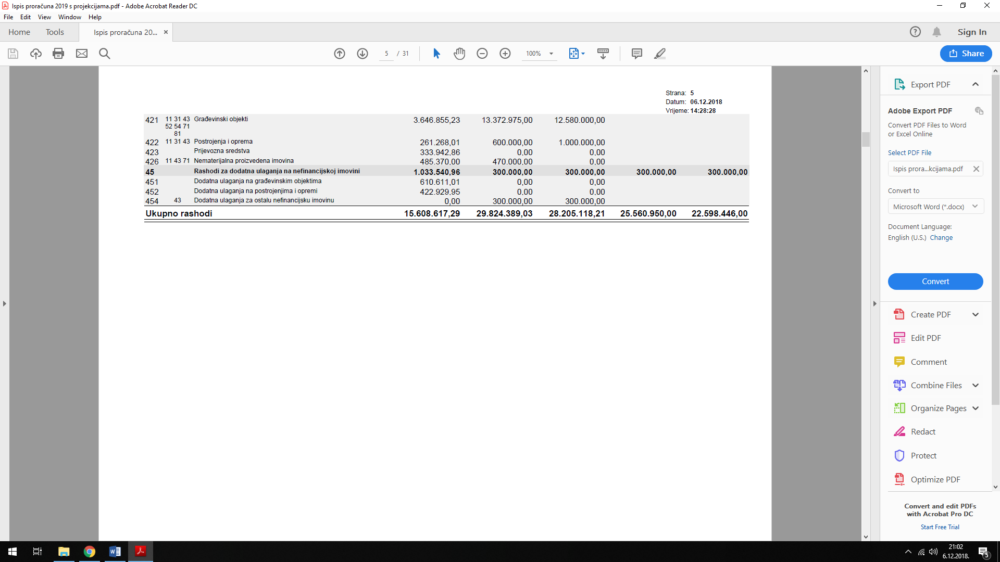 Ispis proračuna 2019 s projekcijama.pdf - Adobe Acrobat Reader DC
File Edit View Window Help
Home Tools Ispis proračuna 20... × Sign In
5 / 31 100% Share
Strana: 5
Datum: 06.12.2018
Vrijeme: 14:28:28
421 11 31 43 Građevinski objekti 3.646.855,23 13.372.975,00 12.580.000,00
52 54 71
81
422 11 31 43 Postrojenja i oprema 261.268,01 600.000,00 1.000.000,00
423 Prijevozna sredstva 333.942,86 0,00 0,00
426 11 43 71 Nematerijalna proizvedena imovina 485.370,00 470.000,00 0,00
45 Rashodi za dodatna ulaganja na nefinancijskoj imovini 1.033.540,96 300.000,00 300.000,00 300.000,00 300.000,00
451 Dodatna ulaganja na građevinskim objektima 610.611,01 0,00 0,00
452 Dodatna ulaganja na postrojenjima i opremi 422.929,95 0,00 0,00
454 43 Dodatna ulaganja za ostalu nefinancijsku imovinu 0,00 300.000,00 300.000,00
Ukupno rashodi 15.608.617,29 29.824.389,03 28.205.118,21 25.560.950,00 22.598.446,00
Export PDF
Adobe Export PDF
Convert PDF Files to Word
or Excel Online
Select PDF File
Ispis prora...kcijama.pdf
Convert to
Microsoft Word (*.docx)
Document Language:
English (U.S.) Change
Convert
Create PDF
Edit PDF
Comment
Combine Files
Organize Pages
Redact
Protect
Optimize PDF
Convert and edit PDFs
with Acrobat Pro DC
Start Free Trial
21:02
6.12.2018.
5